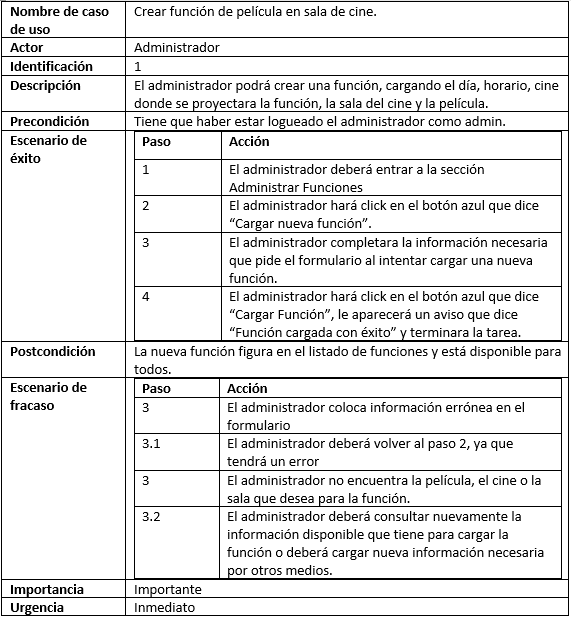 Nombre de caso Crear función de película en sala de cine.
de uso
Actor Administrador
Identificación 1
Descripción El administrador podrá crear una función, cargando el día, horario, cine
donde se proyectara la función, la sala del cine y la película.
Precondición Tiene que haber estar logueado el administrador como admin.
Escenario de Paso Acción
éxito
1 El administrador deberá entrar a la sección
Administrar Funciones
2 El administrador hará click en el botón azul que dice
“Cargar nueva función”.
3 El administrador completara la información necesaria
que pide el formulario al intentar cargar una nueva
función.
4 El administrador hará click en el botón azul que dice
“Cargar Función”, le aparecerá un aviso que dice
“Función cargada con éxito” y terminara la tarea.
Postcondición La nueva función figura en el listado de funciones y está disponible para
todos.
Escenario de Paso Acción
fracaso
3 El administrador coloca información errónea en el
formulario
3.1 El administrador deberá volver al paso 2, ya que
tendrá un error
3 El administrador no encuentra la película, el cine o la
sala que desea para la función.
3.2 El administrador deberá consultar nuevamente la
información disponible que tiene para cargar la
función o deberá cargar nueva información necesaria
por otros medios.
Importancia Importante
Urgencia Inmediato